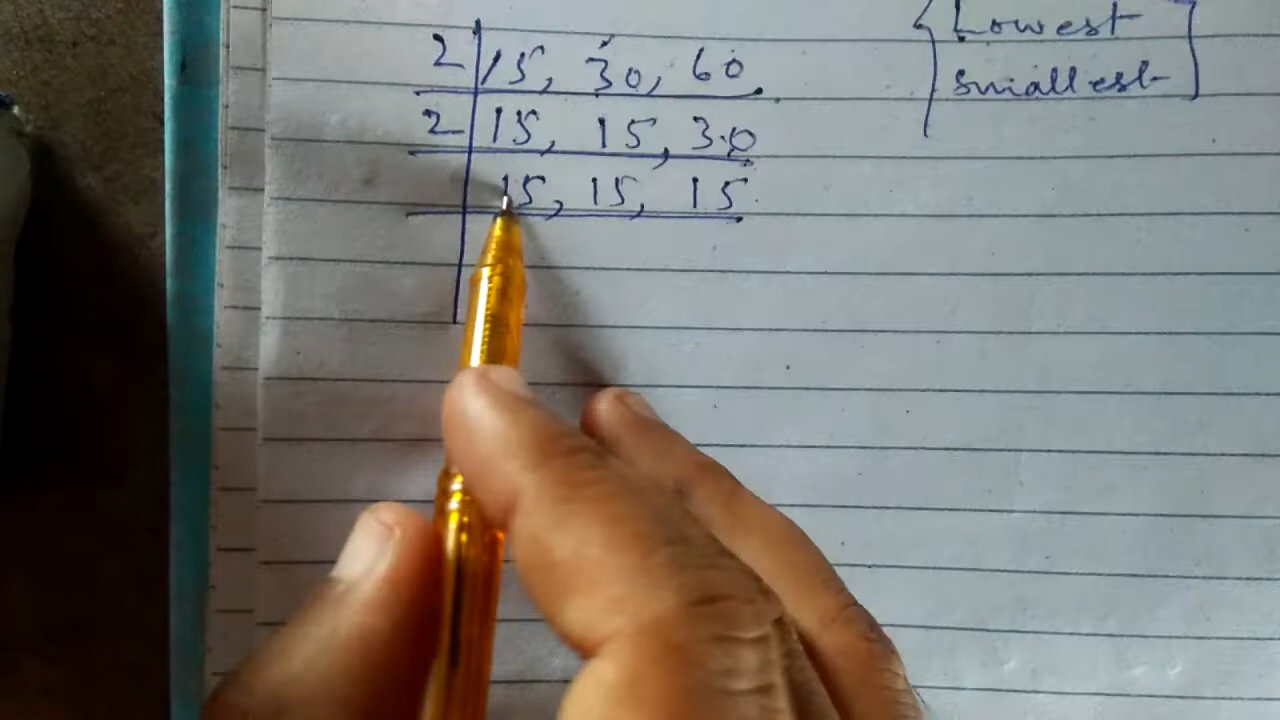 2 15, 30, 60
2 15, 15, 30
15, 15, 15
Lowest
Smallest